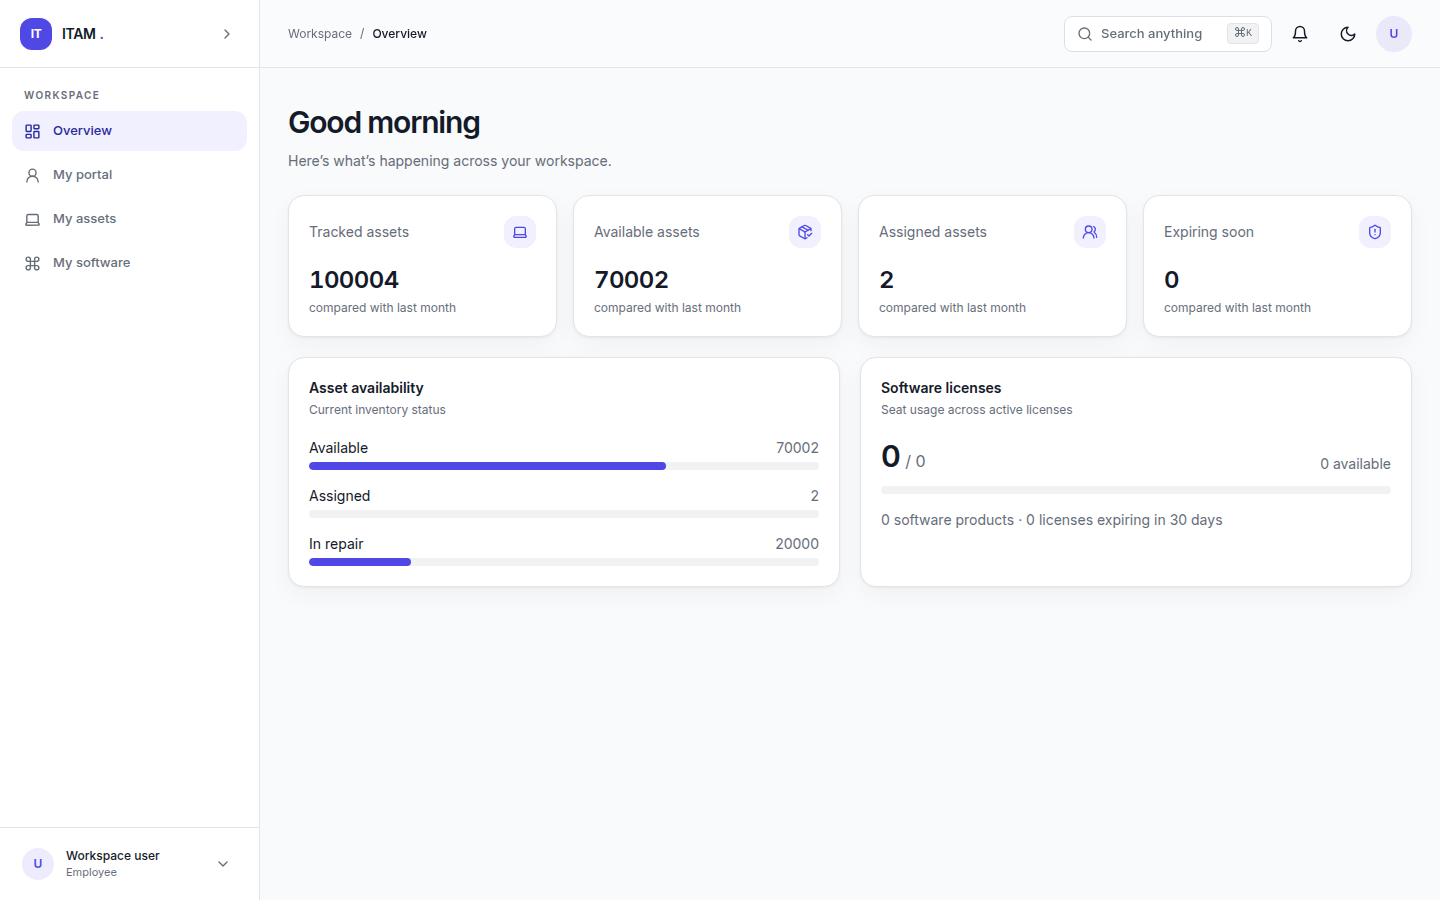 IT
ITAM .
WORKSPACE
Overview
My portal
My assets
My software
U
Workspace user
Employee
Workspace / Overview
Search anything
⌘K
U
Good morning
Here’s what’s happening across your workspace.
Tracked assets
100004
compared with last month
Available assets
70002
compared with last month
Assigned assets
2
compared with last month
Expiring soon
0
compared with last month
Asset availability
Current inventory status
Available 70002
Assigned 2
In repair 20000
Software licenses
Seat usage across active licenses
0 / 0
0 available
0 software products · 0 licenses expiring in 30 days